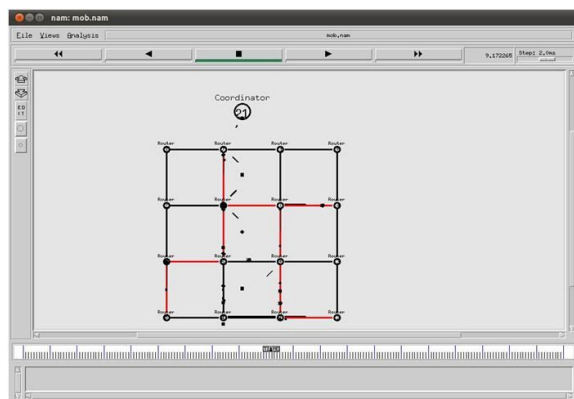 nam: mob.nam
File Views Analysis mob.nam
9.172265 Step: 2.0ms
Coordinator
21
Router Router Router Router
Router Router Router Router
Router Router Router Router
Router Router Router Router